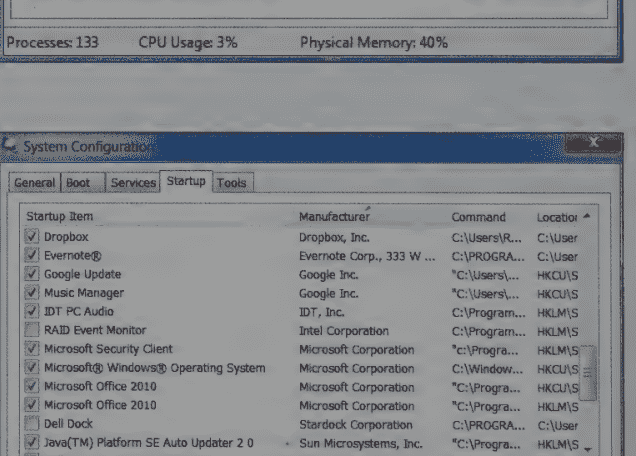 Processes: 133 CPU Usage: 3% Physical Memory: 40%
System Configuration
General Boot Services Startup Tools
Startup Item Manufacturer Command Location
Dropbox Dropbox, Inc. C:\Users\R... C:\User
Evernote® Evernote Corp., 333 W ... C:\PROGRA... C:\User
Google Update Google Inc. "C:\Users\... HKCU\S
Music Manager Google Inc. "C:\Users\... HKCU\S
IDT PC Audio IDT, Inc. C:\Program... HKLM\S
RAID Event Monitor Intel Corporation C:\Program... HKLM\S
Microsoft Security Client Microsoft Corporation "c:\Progra... HKLM\S
Microsoft® Windows® Operating System Microsoft Corporation C:\Window... HKCU\S
Microsoft Office 2010 Microsoft Corporation "C:\Progra... HKCU\S
Microsoft Office 2010 Microsoft Corporation "C:\Progra... HKLM\S
Dell Dock Stardock Corporation C:\PROGRA... C:\User
Java(TM) Platform SE Auto Updater 2 0 Sun Microsystems, Inc. "C:\Progra... HKLM\S